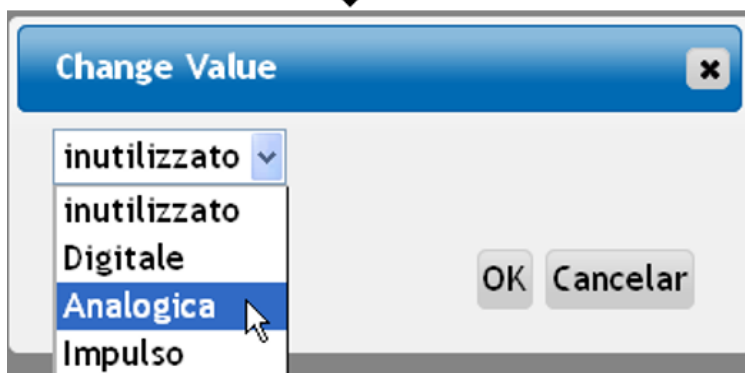 Change Value
inutilizzato
inutilizzato
Digitale
Analogica
Impulso
OK Cancelar